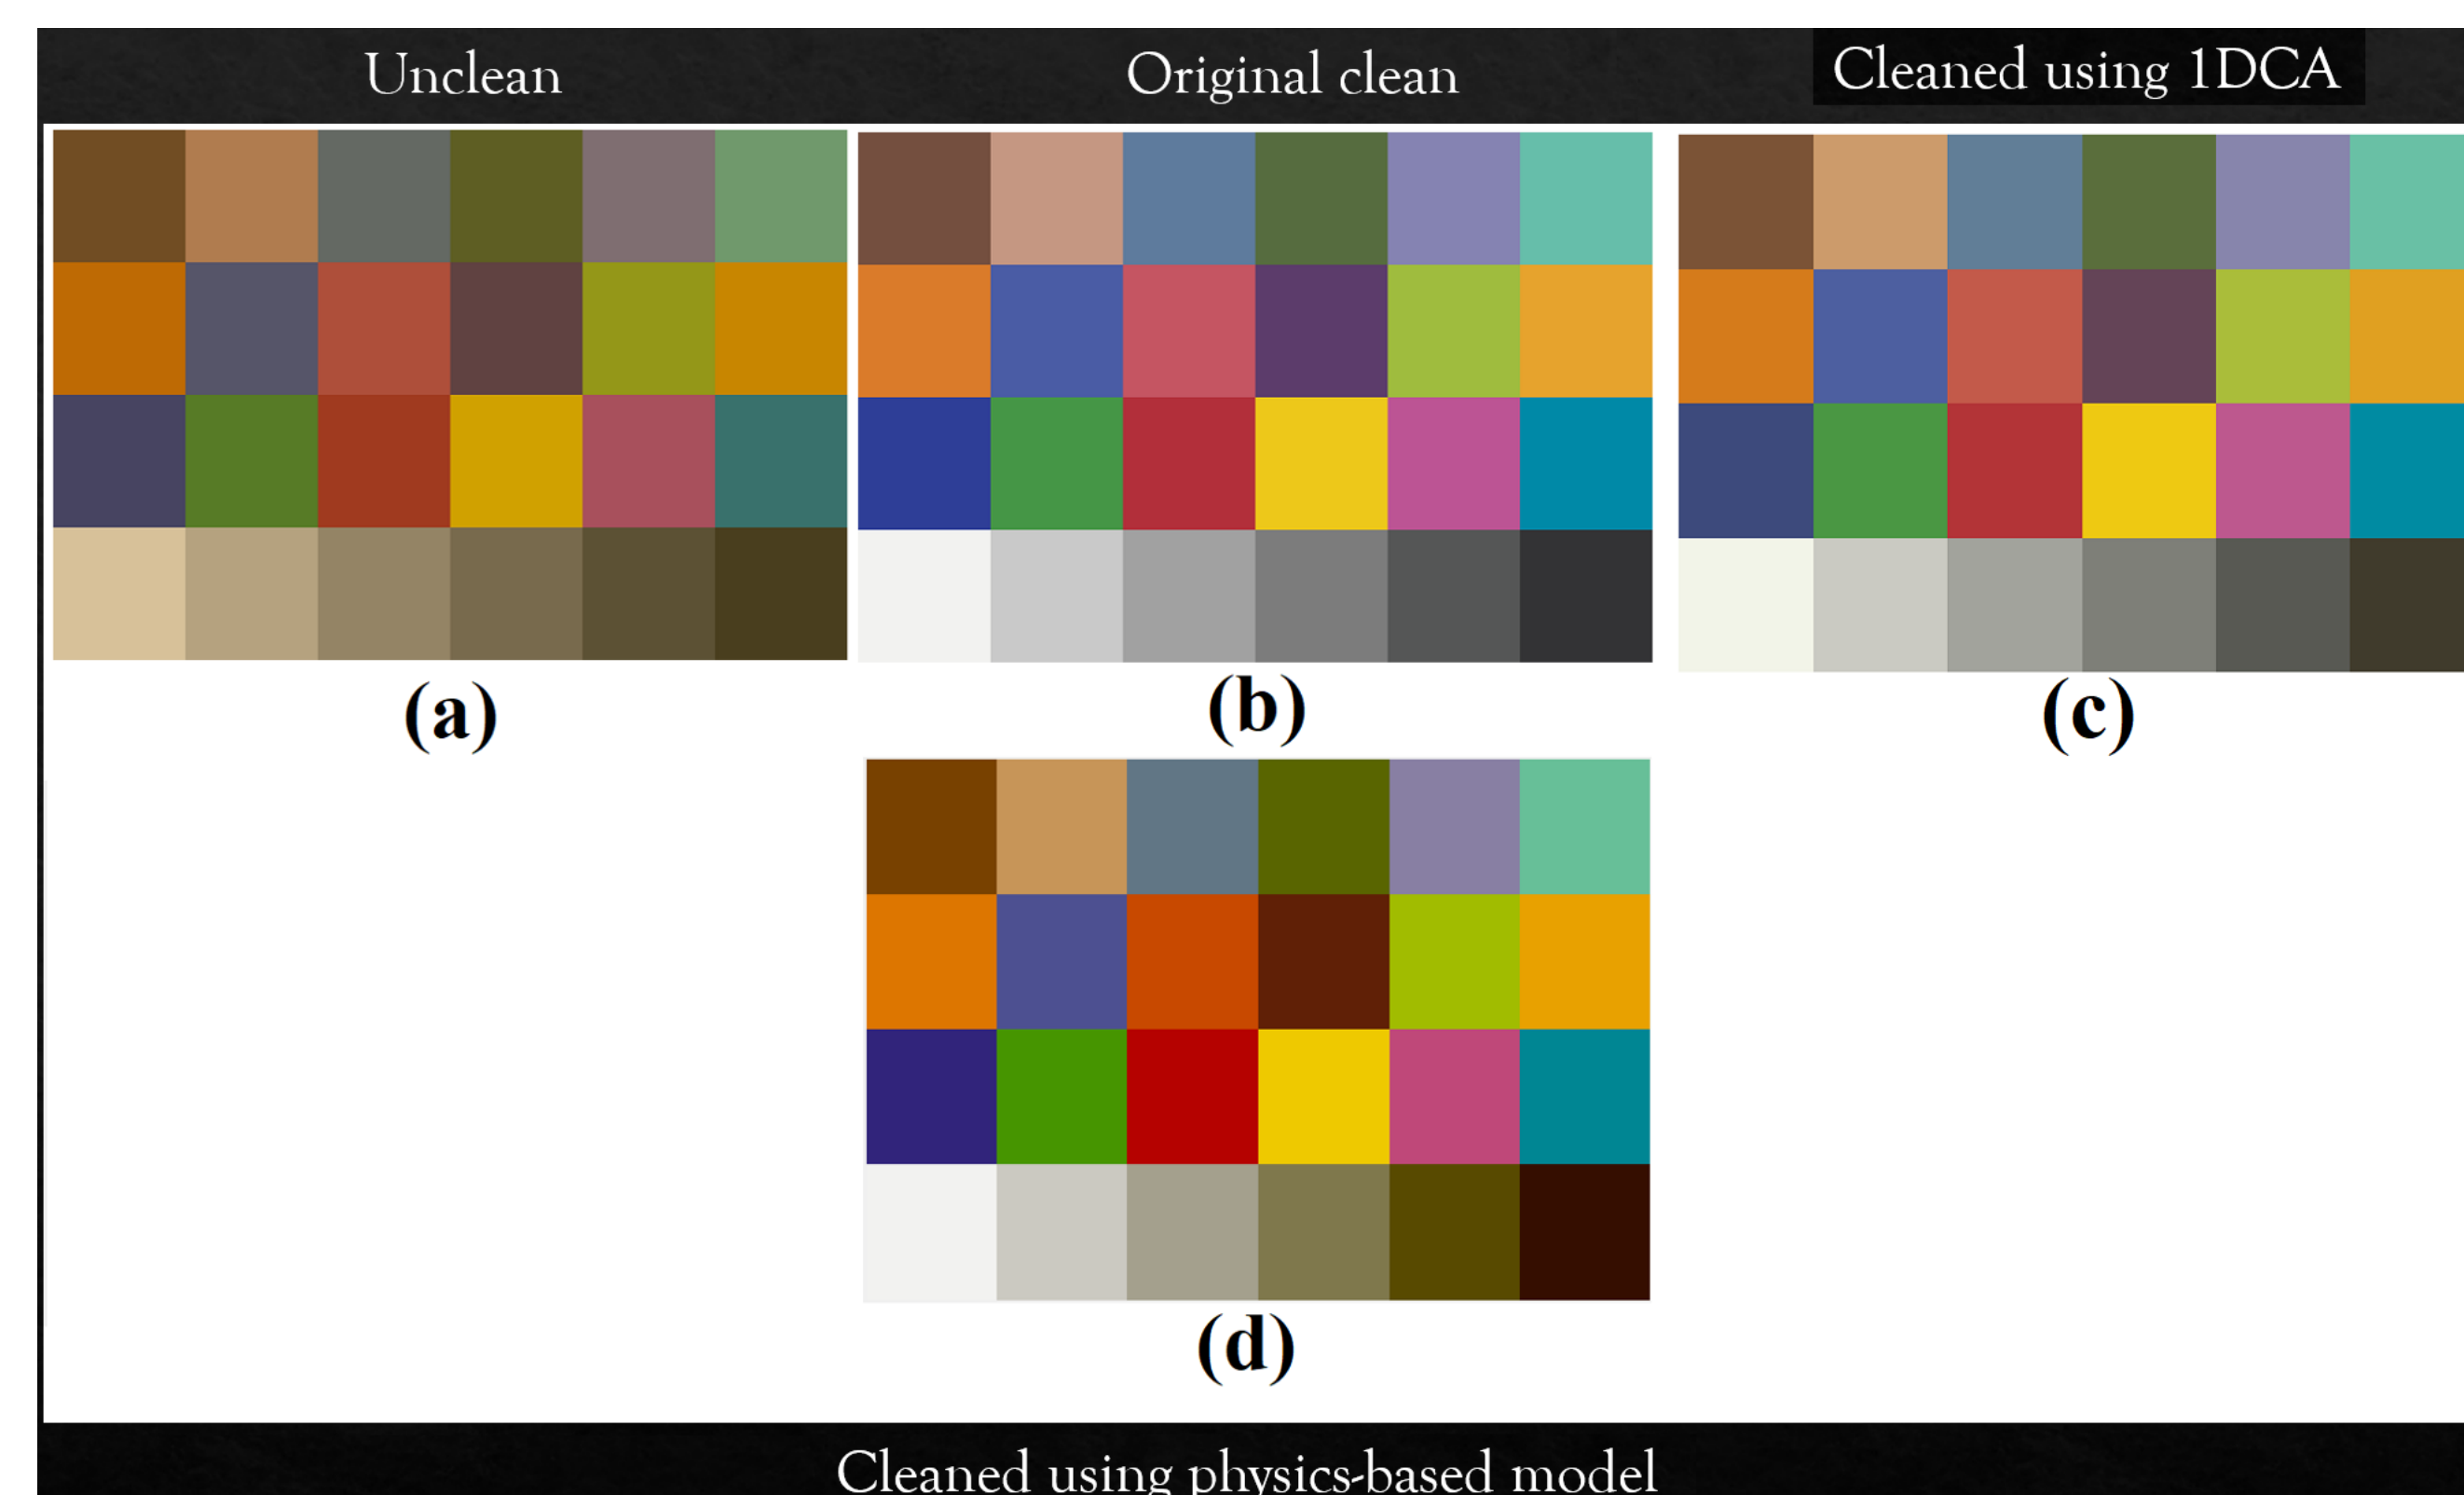 Unclean
Original clean
Cleaned using 1DCA
(a)
(b)
(c)
(d)
Cleaned using physics-based model